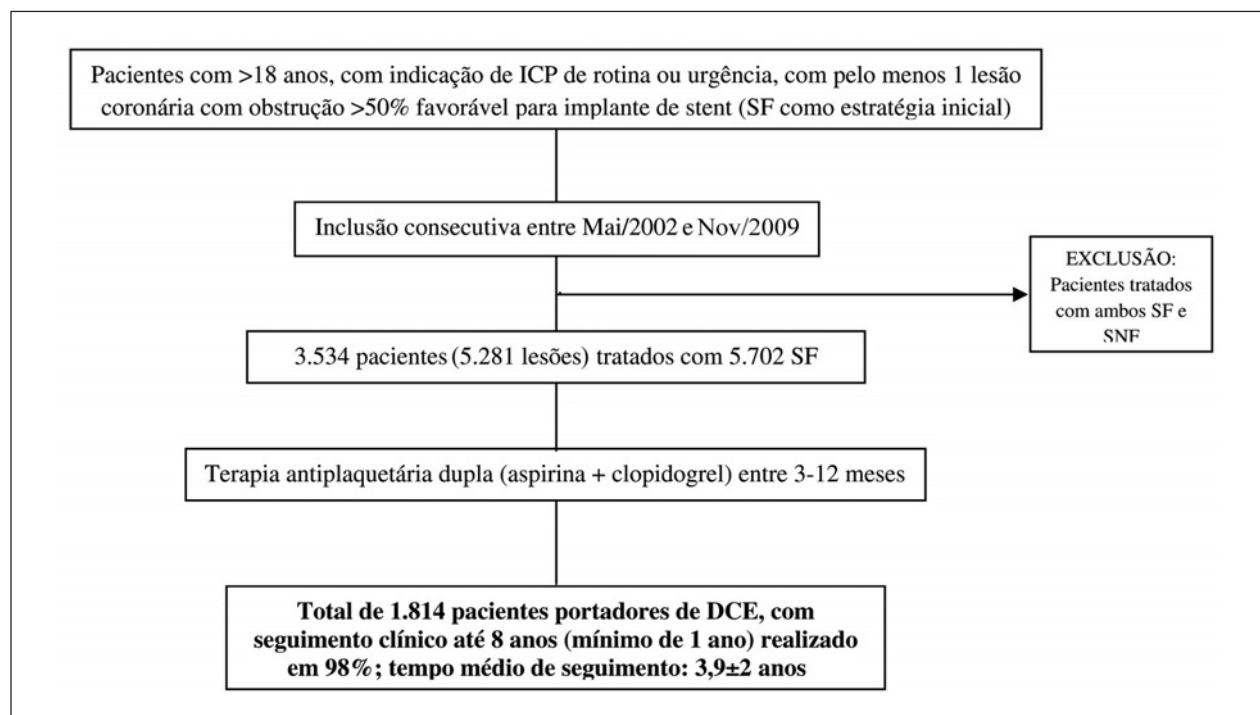 Pacientes com >18 anos, com indicação de ICP de rotina ou urgência, com pelo menos 1 lesão
coronária com obstrução >50% favorável para implante de stent (SF como estratégia inicial)
Inclusão consecutiva entre Mai/2002 e Nov/2009
EXCLUSÃO:
Pacientes tratados
com ambos SF e
SNF
3.534 pacientes (5.281 lesões) tratados com 5.702 SF
Terapia antiplaquetária dupla (aspirina + clopidogrel) entre 3-12 meses
Total de 1.814 pacientes portadores de DCE, com
seguimento clínico até 8 anos (mínimo de 1 ano) realizado
em 98%; tempo médio de seguimento: 3,9±2 anos